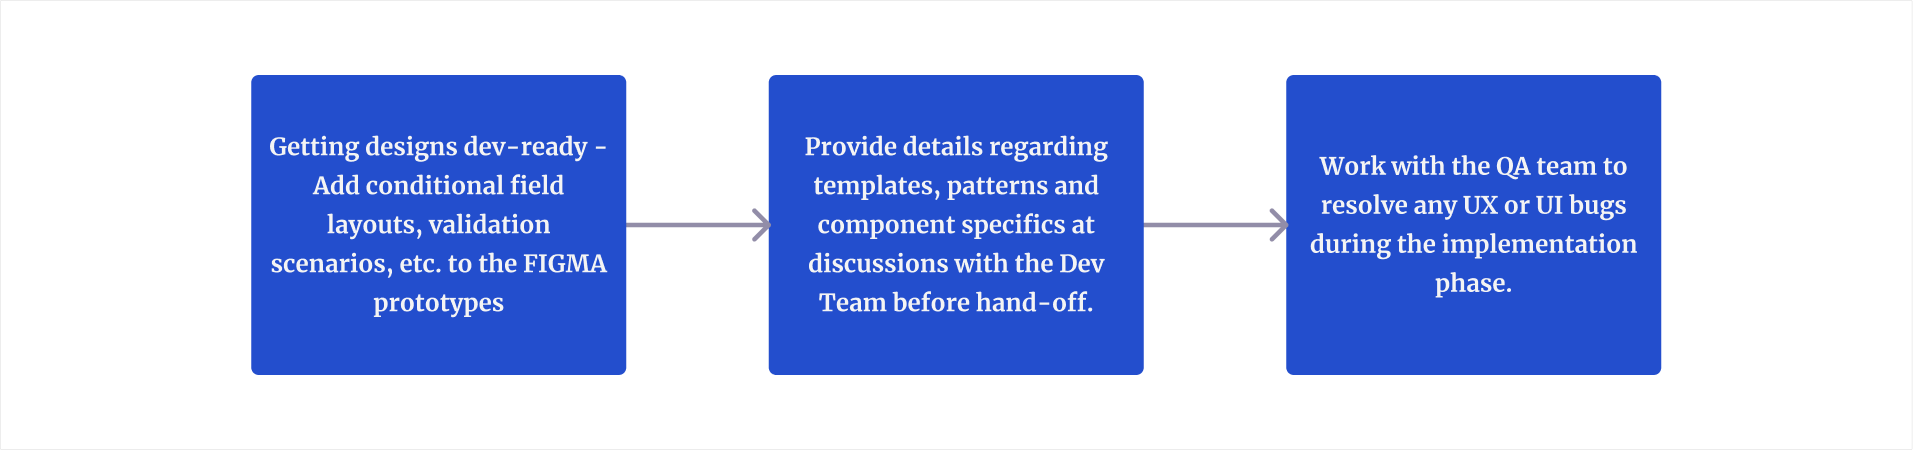 Getting designs dev-ready -
Add conditional field
layouts, validation
scenarios, etc. to the FIGMA
prototypes
Provide details regarding
templates, patterns and
component specifics at
discussions with the Dev
Team before hand-off.
Work with the QA team to
resolve any UX or UI bugs
during the implementation
phase.